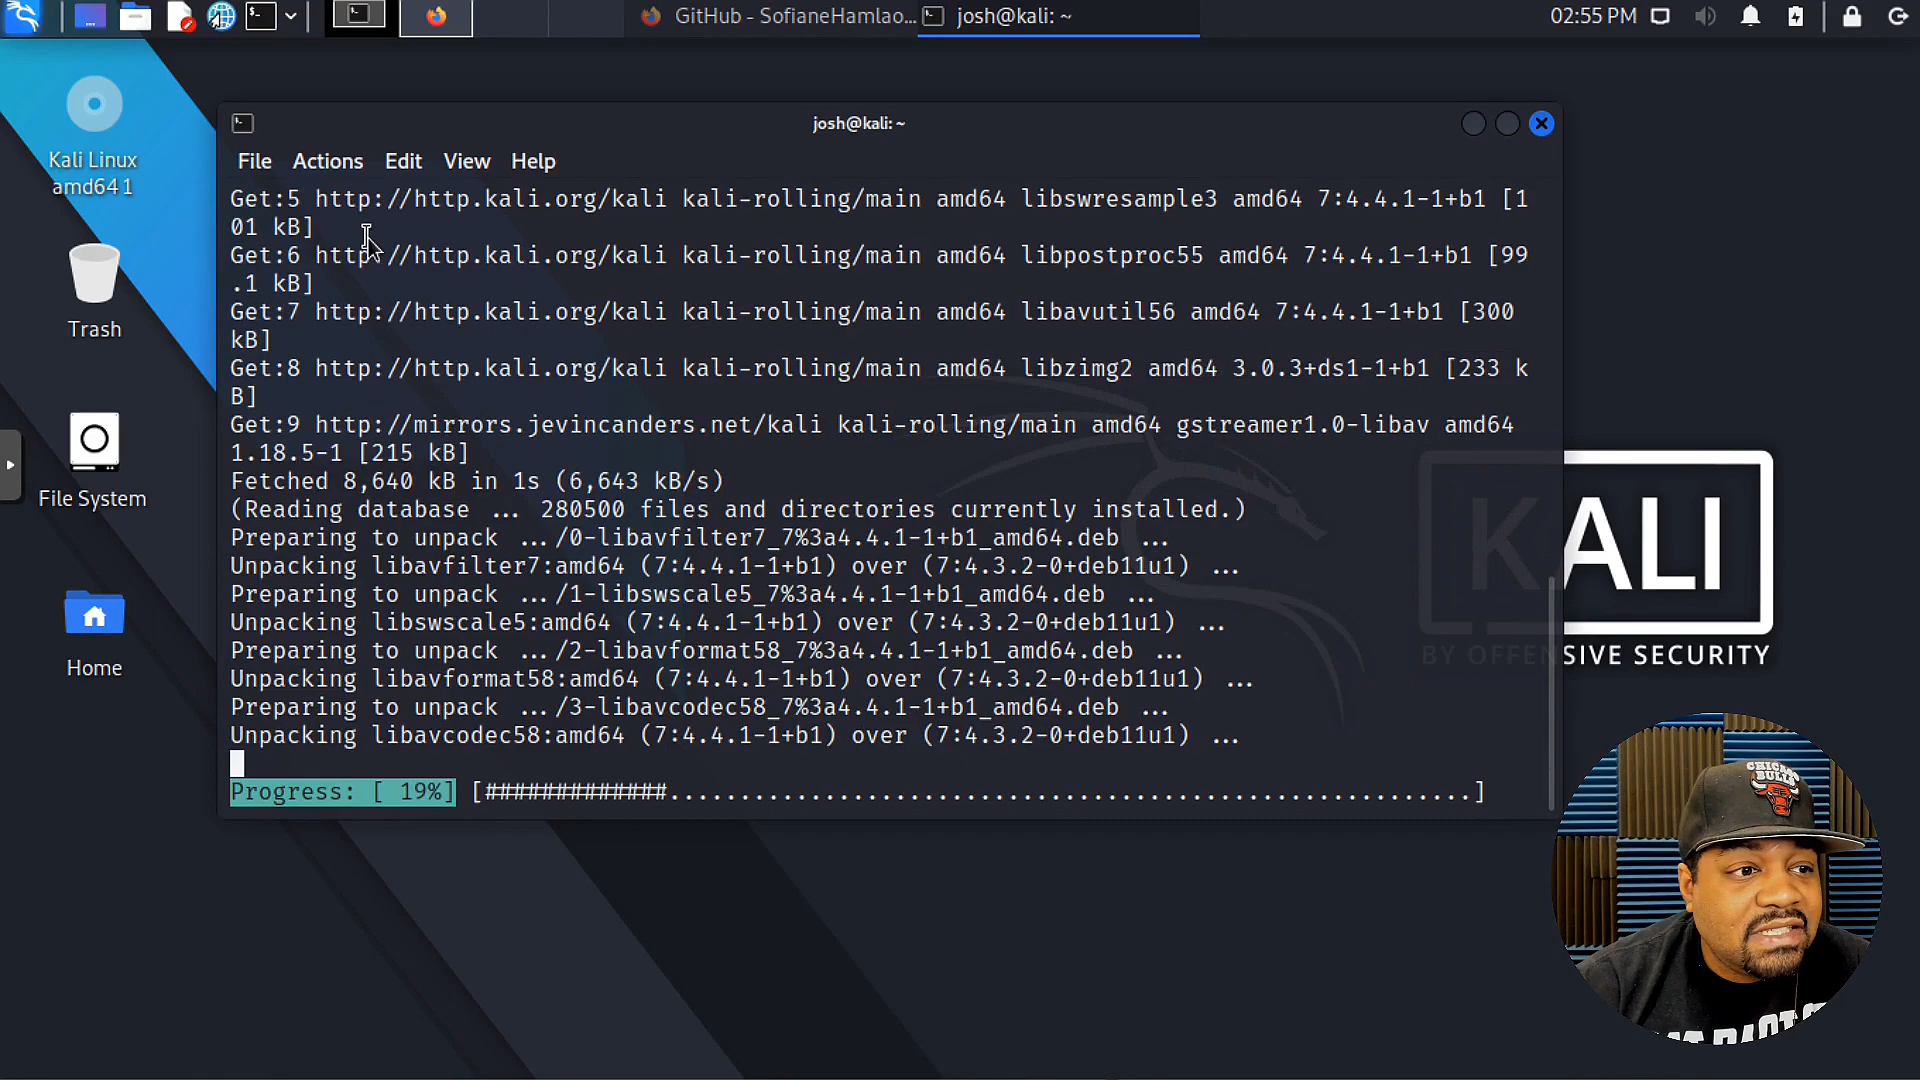 GitHub - SofianeHamlao...
josh@kali: ~
02:55 PM
Kali Linux
amd64 1
Trash
File System
Home
josh@kali: ~
File Actions Edit View Help
Get:5 http://http.kali.org/kali kali-rolling/main amd64 libswresample3 amd64 7:4.4.1-1+b1 [1
01 kB]
Get:6 http://http.kali.org/kali kali-rolling/main amd64 libpostproc55 amd64 7:4.4.1-1+b1 [99
.1 kB]
Get:7 http://http.kali.org/kali kali-rolling/main amd64 libavutil56 amd64 7:4.4.1-1+b1 [300
kB]
Get:8 http://http.kali.org/kali kali-rolling/main amd64 libzimg2 amd64 3.0.3+ds1-1+b1 [233 k
B]
Get:9 http://mirrors.jevincanders.net/kali kali-rolling/main amd64 gstreamer1.0-libav amd64
1.18.5-1 [215 kB]
Fetched 8,640 kB in 1s (6,643 kB/s)
(Reading database ... 280500 files and directories currently installed.)
Preparing to unpack .../0-libavfilter7_7%3a4.4.1-1+b1_amd64.deb ...
Unpacking libavfilter7:amd64 (7:4.4.1-1+b1) over (7:4.3.2-0+deb11u1) ...
Preparing to unpack .../1-libswscale5_7%3a4.4.1-1+b1_amd64.deb ...
Unpacking libswscale5:amd64 (7:4.4.1-1+b1) over (7:4.3.2-0+deb11u1) ...
Preparing to unpack .../2-libavformat58_7%3a4.4.1-1+b1_amd64.deb ...
Unpacking libavformat58:amd64 (7:4.4.1-1+b1) over (7:4.3.2-0+deb11u1) ...
Preparing to unpack .../3-libavcodec58_7%3a4.4.1-1+b1_amd64.deb ...
Unpacking libavcodec58:amd64 (7:4.4.1-1+b1) over (7:4.3.2-0+deb11u1) ...
Progress: [ 19%] [#############.........................................................]
KALI
BY OFFENSIVE SECURITY
CHICAGO
BULLS